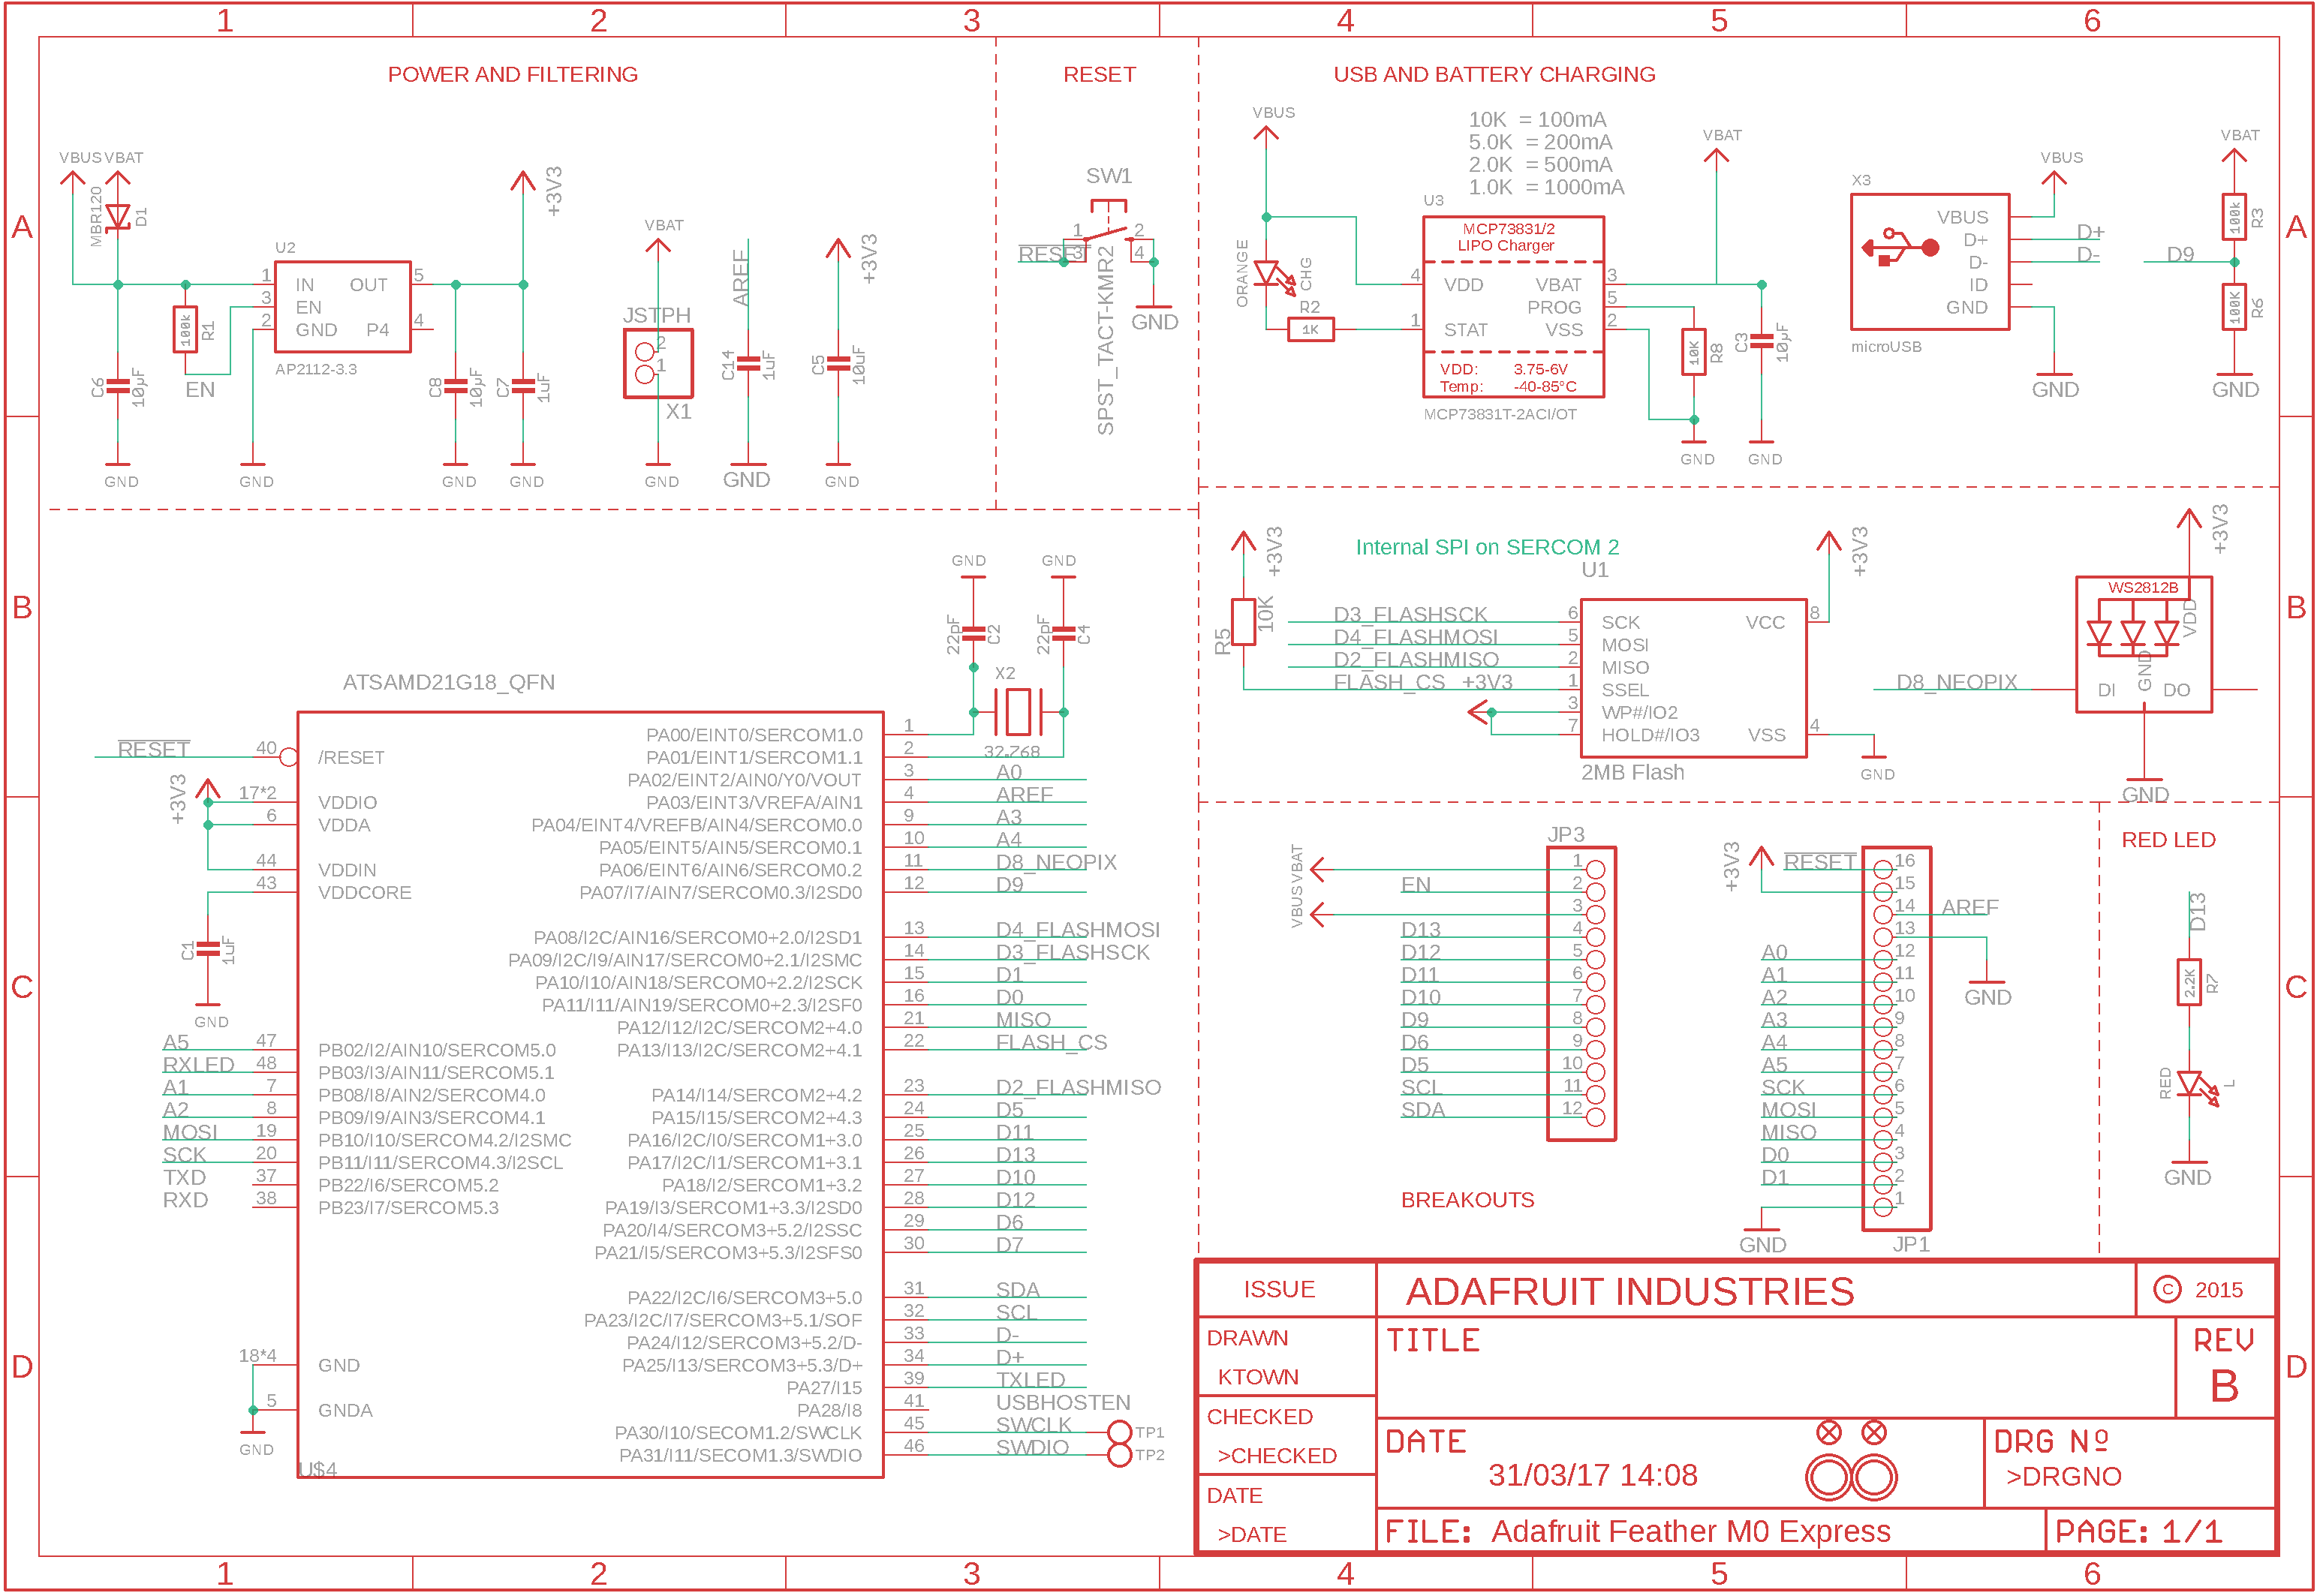 1 2 3 4 5 6
POWER AND FILTERING
RESET
USB AND BATTERY CHARGING
A
VBUS VBAT
MBR120
D1
+3V3
U2
1 IN OUT 5
3 EN
2 GND P4 4
AP2112-3.3
100k
R1
EN
C6
10µF
C8
10µF
C7
1uF
GND
GND
GND
GND
VBAT
JSTPH
2
1
X1
GND
AREF
C14
1uF
GND
+3V3
C5
10uF
GND
SW1
1 2
3 4
RESET
SPST_TACT-KMR2
GND
VBUS
ORANGE
CHG
R2
1K
10K = 100mA
5.0K = 200mA
2.0K = 500mA
1.0K = 1000mA
U3
MCP73831/2
LIPO Charger
4 VDD VBAT 3
PROG 5
1 STAT VSS 2
VDD: 3.75-6V
Temp: -40-85°C
MCP73831T-2ACI/OT
VBAT
10K
R8
C3
10µF
GND
GND
X3
VBUS
D+
D-
ID
GND
microUSB
VBUS
D+
D-
GND
VBAT
100k
R3
D9
100K
R6
GND
A
B
+3V3
R5
10K
Internal SPI on SERCOM 2
U1
D3_FLASHSCK 6 SCK VCC 8
D4_FLASHMOSI 5 MOSI
D2_FLASHMISO 2 MISO
FLASH_CS 1 SSEL
+3V3 3 WP#/IO2
7 HOLD#/IO3 VSS 4
2MB Flash
+3V3
GND
+3V3
WS2812B
VDD
GND
D8_NEOPIX DI DO
GND
B
GND GND
22pF
C2
22pF
C4
X2
32.768
ATSAMD21G18_QFN
RESET 40 /RESET
+3V3
17*2 VDDIO
6 VDDA
44 VDDIN
43 VDDCORE
C1
1uF
GND
A5 47 PB02/I2/AIN10/SERCOM5.0
RXLED 48 PB03/I3/AIN11/SERCOM5.1
A1 7 PB08/I8/AIN2/SERCOM4.0
A2 8 PB09/I9/AIN3/SERCOM4.1
MOSI 19 PB10/I10/SERCOM4.2/I2SMC
SCK 20 PB11/I11/SERCOM4.3/I2SCL
TXD 37 PB22/I6/SERCOM5.2
RXD 38 PB23/I7/SERCOM5.3
18*4 GND
5 GNDA
GND
U$4
PA00/EINT0/SERCOM1.0 1
PA01/EINT1/SERCOM1.1 2
PA02/EINT2/AIN0/Y0/VOUT 3 A0
PA03/EINT3/VREFA/AIN1 4 AREF
PA04/EINT4/VREFB/AIN4/SERCOM0.0 9 A3
PA05/EINT5/AIN5/SERCOM0.1 10 A4
PA06/EINT6/AIN6/SERCOM0.2 11 D8_NEOPIX
PA07/I7/AIN7/SERCOM0.3/I2SD0 12 D9
PA08/I2C/AIN16/SERCOM0+2.0/I2SD1 13 D4_FLASHMOSI
PA09/I2C/I9/AIN17/SERCOM0+2.1/I2SMC 14 D3_FLASHSCK
PA10/I10/AIN18/SERCOM0+2.2/I2SCK 15 D1
PA11/I11/AIN19/SERCOM0+2.3/I2SF0 16 D0
PA12/I12/I2C/SERCOM2+4.0 21 MISO
PA13/I13/I2C/SERCOM2+4.1 22 FLASH_CS
PA14/I14/SERCOM2+4.2 23 D2_FLASHMISO
PA15/I15/SERCOM2+4.3 24 D5
PA16/I2C/I0/SERCOM1+3.0 25 D11
PA17/I2C/I1/SERCOM1+3.1 26 D13
PA18/I2/SERCOM1+3.2 27 D10
PA19/I3/SERCOM1+3.3/I2SD0 28 D12
PA20/I4/SERCOM3+5.2/I2SSC 29 D6
PA21/I5/SERCOM3+5.3/I2SFS0 30 D7
PA22/I2C/I6/SERCOM3+5.0 31 SDA
PA23/I2C/I7/SERCOM3+5.1/SOF 32 SCL
PA24/I12/SERCOM3+5.2/D- 33 D-
PA25/I13/SERCOM3+5.3/D+ 34 D+
PA27/I15 39 TXLED
PA28/I8 41 USBHOSTEN
PA30/I10/SECOM1.2/SWCLK 45 SWCLK TP1
PA31/I11/SECOM1.3/SWDIO 46 SWDIO TP2
C
JP3
VBAT 1
EN 2
VBUS 3
D13 4
D12 5
D11 6
D10 7
D9 8
D6 9
D5 10
SCL 11
SDA 12
BREAKOUTS
+3V3
RESET 16
15
14 AREF
13
GND
A0 12
A1 11
A2 10
A3 9
A4 8
A5 7
SCK 6
MOSI 5
MISO 4
D0 3
D1 2
1
GND
JP1
RED LED
D13
2.2K
R7
RED
L
GND
C
D
ISSUE
ADAFRUIT INDUSTRIES
© 2015
DRAWN
KTOWN
TITLE
REV
B
CHECKED
>CHECKED
DATE
31/03/17 14:08
DRG Nº
>DRGNO
DATE
>DATE
FILE: Adafruit Feather M0 Express
PAGE: 1/1
D
1 2 3 4 5 6